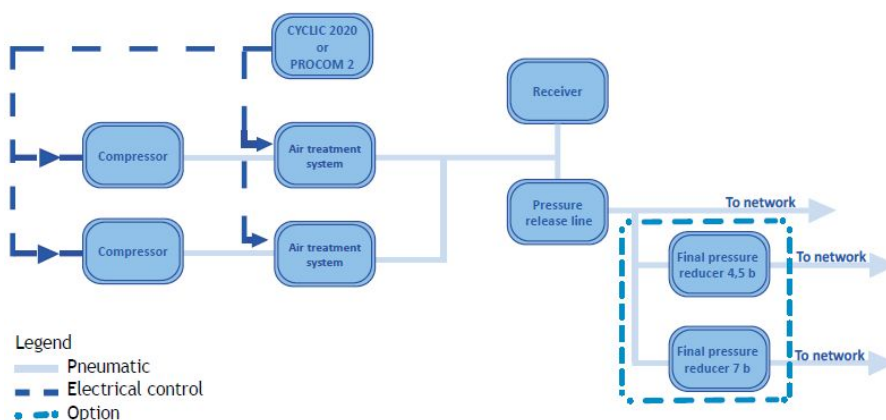 CYCLIC 2020
or
PROCOM 2
Receiver
Compressor
Air treatment
system
Pressure
release line
To network
Compressor
Air treatment
system
Final pressure
reducer 4,5 b
To network
Final pressure
reducer 7 b
To network
Legend
Pneumatic
Electrical control
Option